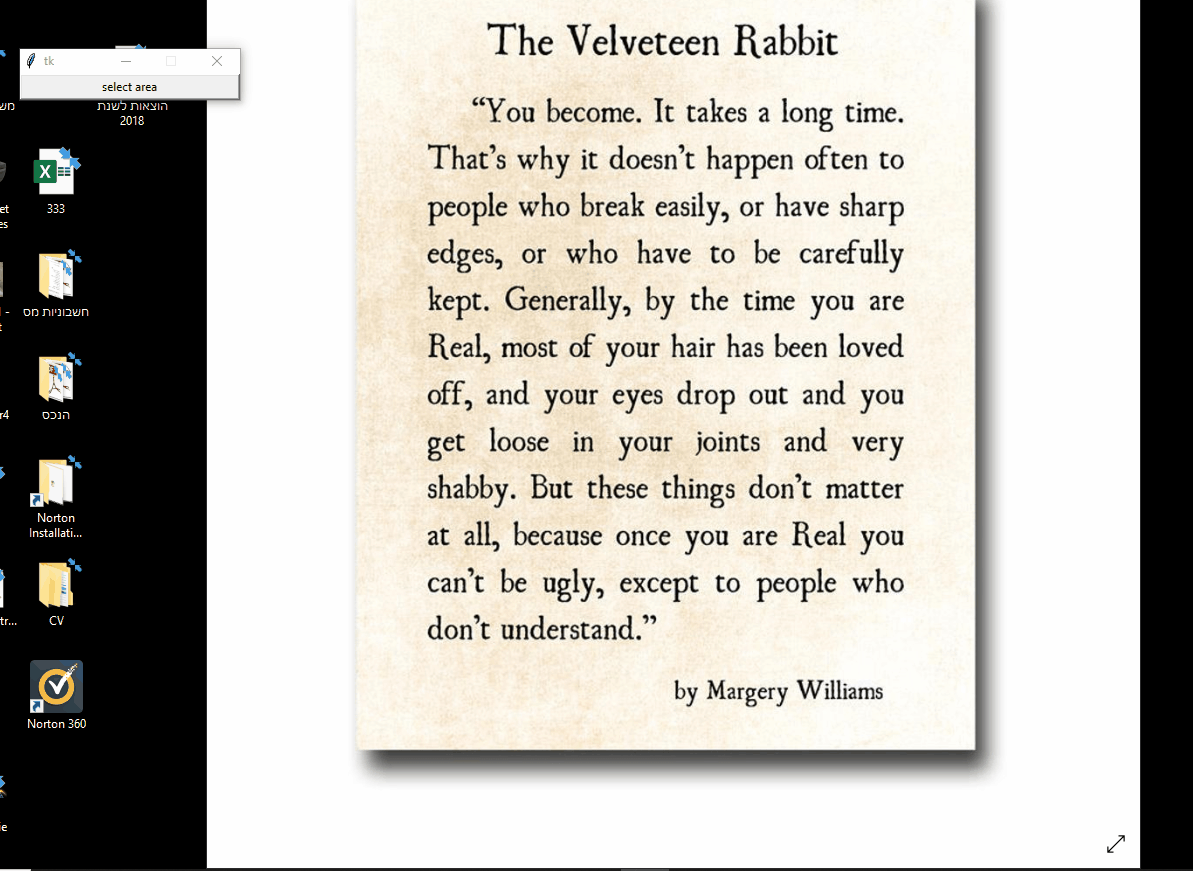 The Velveteen Rabbit
“You become. It takes a long time.
That’s why it doesn’t happen often to
people who break easily, or have sharp
edges, or who have to be carefully
kept. Generally, by the time you are
Real, most of your hair has been loved
off, and your eyes drop out and you
get loose in your joints and very
shabby. But these things don’t matter
at all, because once you are Real you
can’t be ugly, except to people who
don’t understand.”
by Margery Williams
tk
select area
הוצאות לשנת
2018
333
חשבוניות מס
הנכס
Norton
Installati...
CV
Norton 360